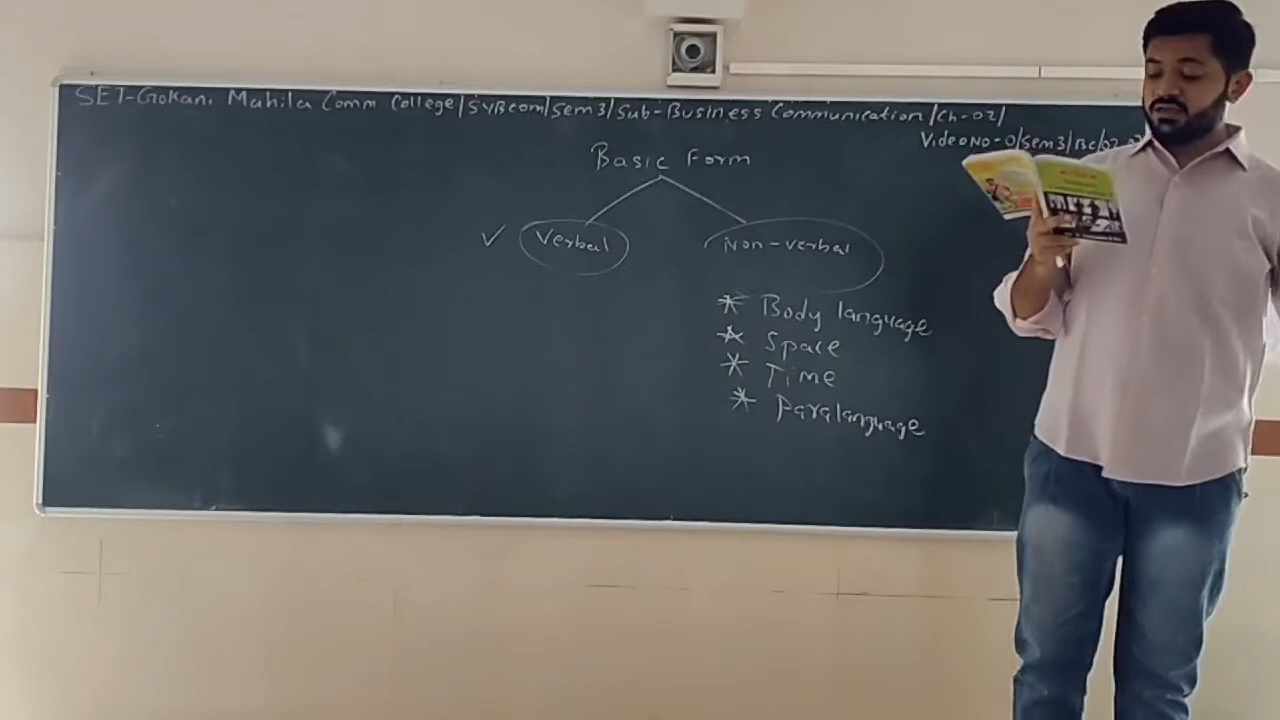 SET-Gokani Mahila Comm College/SYBcom/Sem3/Sub-Business Communication/Ch-02/
Video No-0/Sem3/BC/02
Basic Form
✓ Verbal
Non-verbal
* Body language
* Space
* Time
* Paralanguage